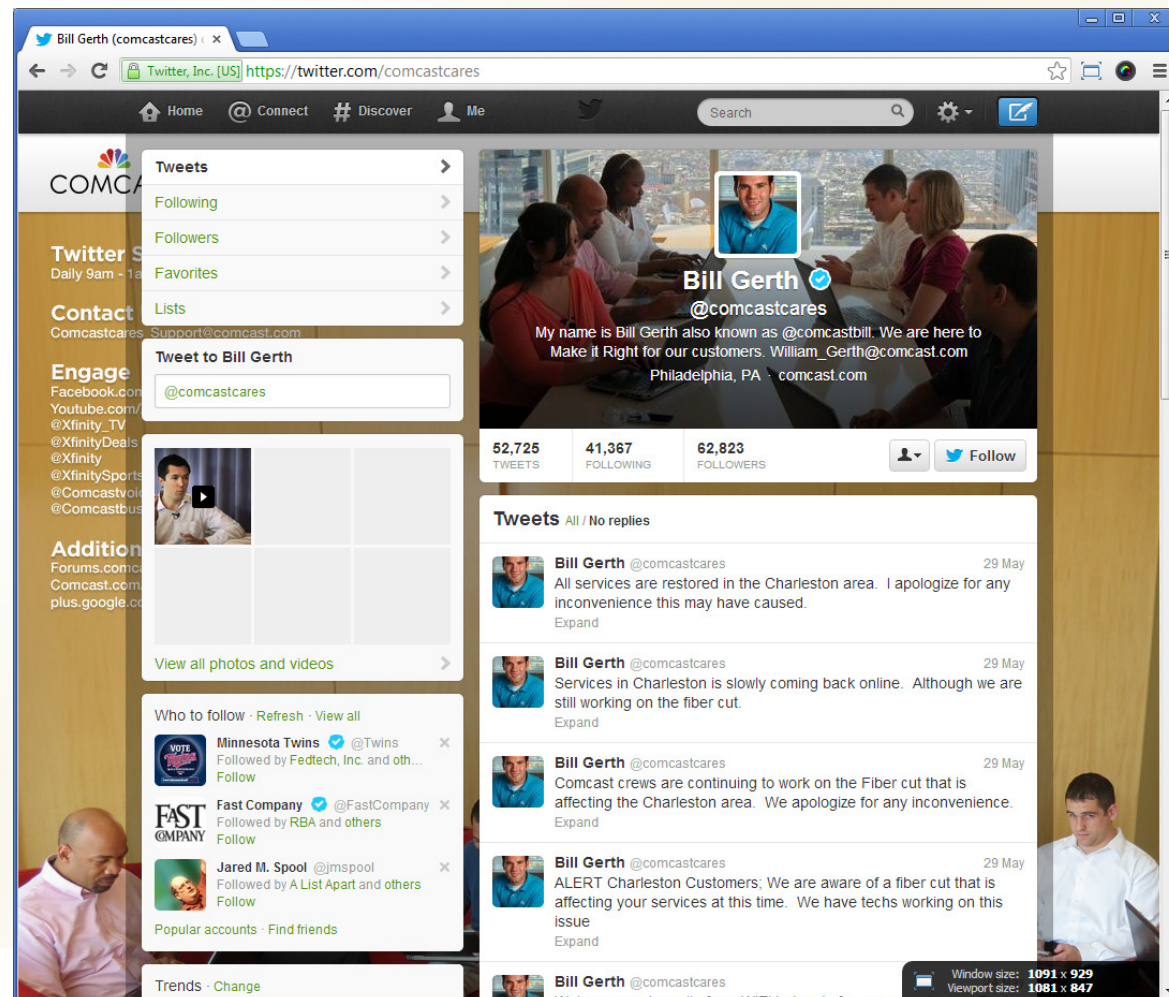 Bill Gerth (comcastcares)
Twitter, Inc. [US] https://twitter.com/comcastcares
Home
Connect
Discover
Me
Search
COMCA
Twitter S
Daily 9am - 1a
Contact
Comcastcares_Support@comcast.com
Engage
Facebook.com
Youtube.com/
@Xfinity_TV
@XfinityDeals
@Xfinity
@XfinitySports
@Comcastvoic
@Comcastbus
Addition
Forums.comca
Comcast.com
plus.google.co
Tweets
Following
Followers
Favorites
Lists
Tweet to Bill Gerth
@comcastcares
View all photos and videos
Who to follow · Refresh · View all
VOTE
Minnesota Twins @Twins
Followed by Fedtech, Inc. and oth...
Follow
FAST COMPANY
Fast Company @FastCompany
Followed by RBA and others
Follow
Jared M. Spool @jmspool
Followed by A List Apart and others
Follow
Popular accounts · Find friends
Trends · Change
Bill Gerth
@comcastcares
My name is Bill Gerth also known as @comcastbill. We are here to
Make it Right for our customers. William_Gerth@comcast.com
Philadelphia, PA · comcast.com
52,725 TWEETS
41,367 FOLLOWING
62,823 FOLLOWERS
Follow
Tweets All / No replies
Bill Gerth @comcastcares 29 May
All services are restored in the Charleston area. I apologize for any
inconvenience this may have caused.
Expand
Bill Gerth @comcastcares 29 May
Services in Charleston is slowly coming back online. Although we are
still working on the fiber cut.
Expand
Bill Gerth @comcastcares 29 May
Comcast crews are continuing to work on the Fiber cut that is
affecting the Charleston area. We apologize for any inconvenience.
Expand
Bill Gerth @comcastcares 29 May
ALERT Charleston Customers; We are aware of a fiber cut that is
affecting your services at this time. We have techs working on this
issue
Expand
Bill Gerth @comcastcares
Window size: 1091 x 929
Viewport size: 1081 x 847